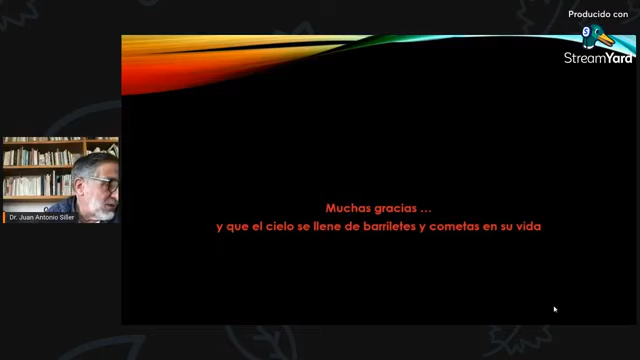 Producido con
StreamYard
Muchas gracias ...
y que el cielo se llene de barriletes y cometas en su vida
Dr. Juan Antonio Siller